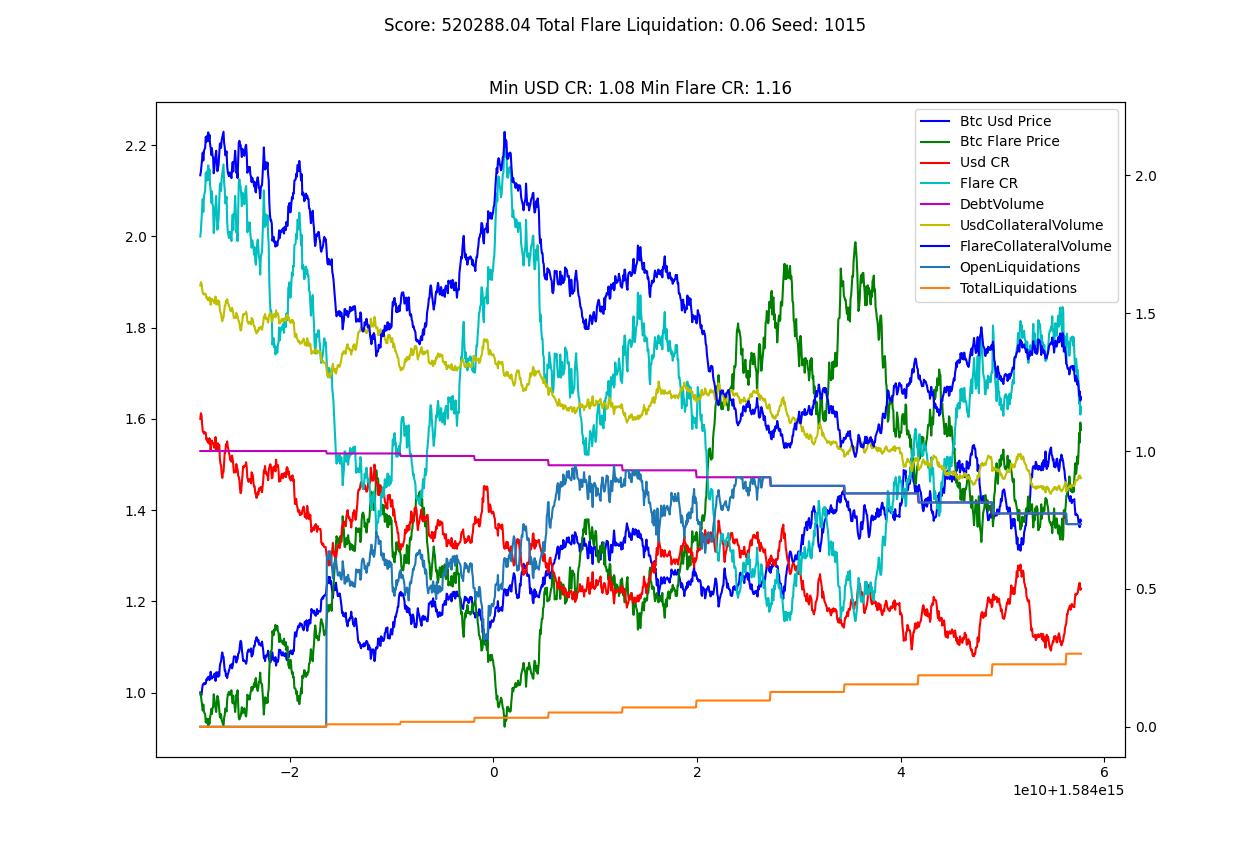 Score: 520288.04 Total Flare Liquidation: 0.06 Seed: 1015
Min USD CR: 1.08 Min Flare CR: 1.16
Btc Usd Price
Btc Flare Price
Usd CR
Flare CR
DebtVolume
UsdCollateralVolume
FlareCollateralVolume
OpenLiquidations
TotalLiquidations
2.2
2.0
1.8
1.6
1.4
1.2
1.0
2.0
1.5
1.0
0.5
0.0
−2
0
2
4
6
1e10+1.584e15